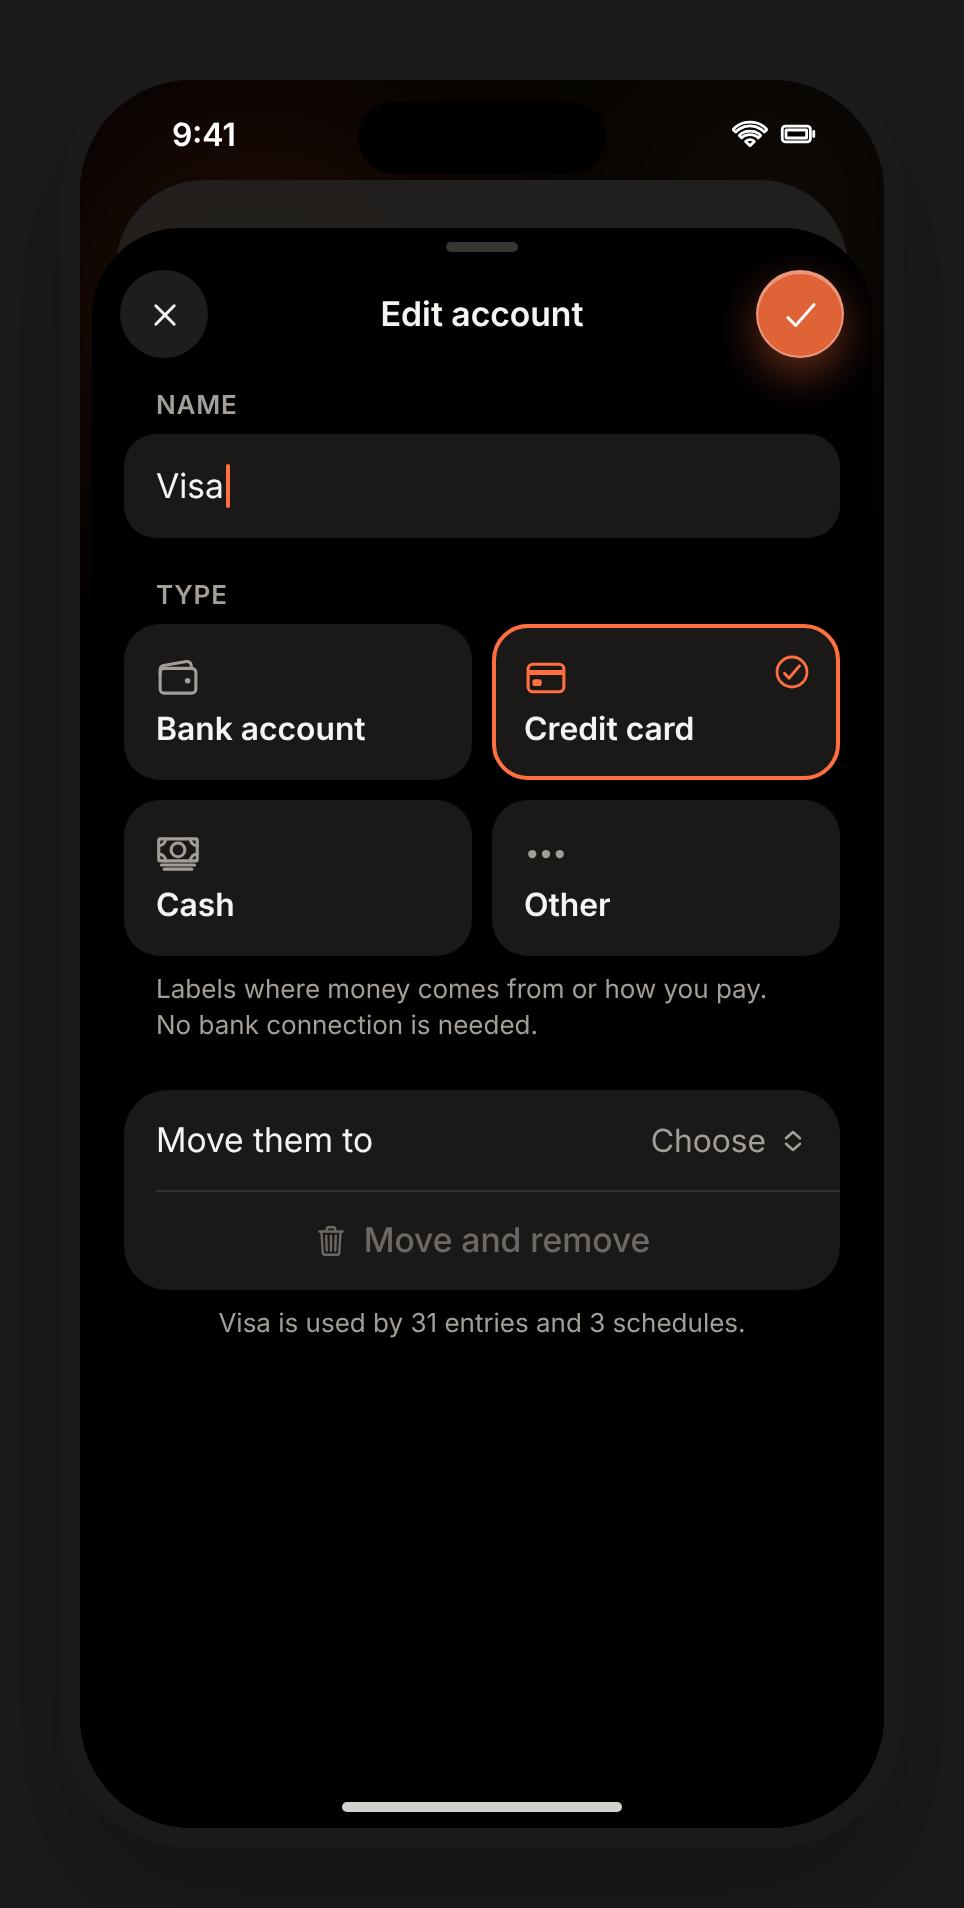 9:41
Edit account
NAME
Visa
TYPE
Bank account
Credit card
Cash
Other
Labels where money comes from or how you pay.
No bank connection is needed.
Move them to
Choose
Move and remove
Visa is used by 31 entries and 3 schedules.